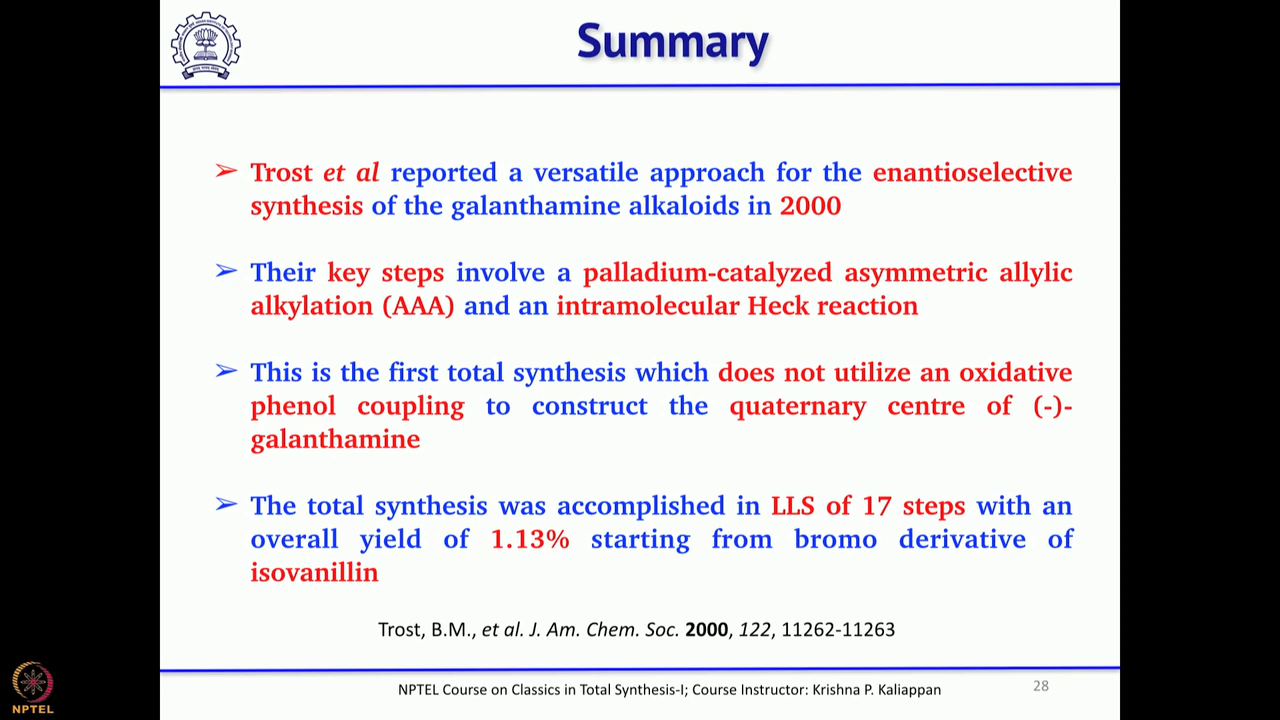 Summary
➢ Trost et al reported a versatile approach for the enantioselective
synthesis of the galanthamine alkaloids in 2000
➢ Their key steps involve a palladium-catalyzed asymmetric allylic
alkylation (AAA) and an intramolecular Heck reaction
➢ This is the first total synthesis which does not utilize an oxidative
phenol coupling to construct the quaternary centre of (-)-
galanthamine
➢ The total synthesis was accomplished in LLS of 17 steps with an
overall yield of 1.13% starting from bromo derivative of
isovanillin
Trost, B.M., et al. J. Am. Chem. Soc. 2000, 122, 11262-11263
NPTEL Course on Classics in Total Synthesis-I; Course Instructor: Krishna P. Kaliappan
28
NPTEL